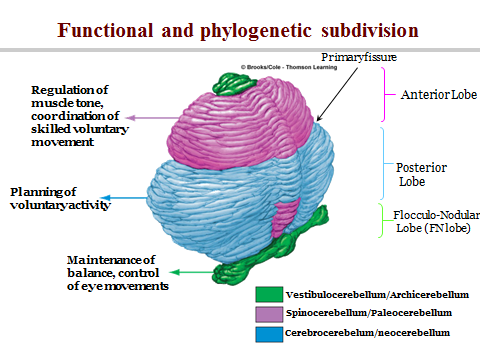 Functional and phylogenetic subdivision
Primaryfissure
© Brooks/Cole - Thomson Learning
Regulation of
muscle tone,
coordination of
skilled voluntary
movement
Anterior Lobe
Posterior
Lobe
Planning of
voluntaryactivity
Flocculo-Nodular
Lobe (FN lobe)
Maintenance of
balance, control
of eye movements
Vestibulocerebellum/Archicerebellum
Spinocerebellum/Paleocerebellum
Cerebrocerebelum/neocerebellum